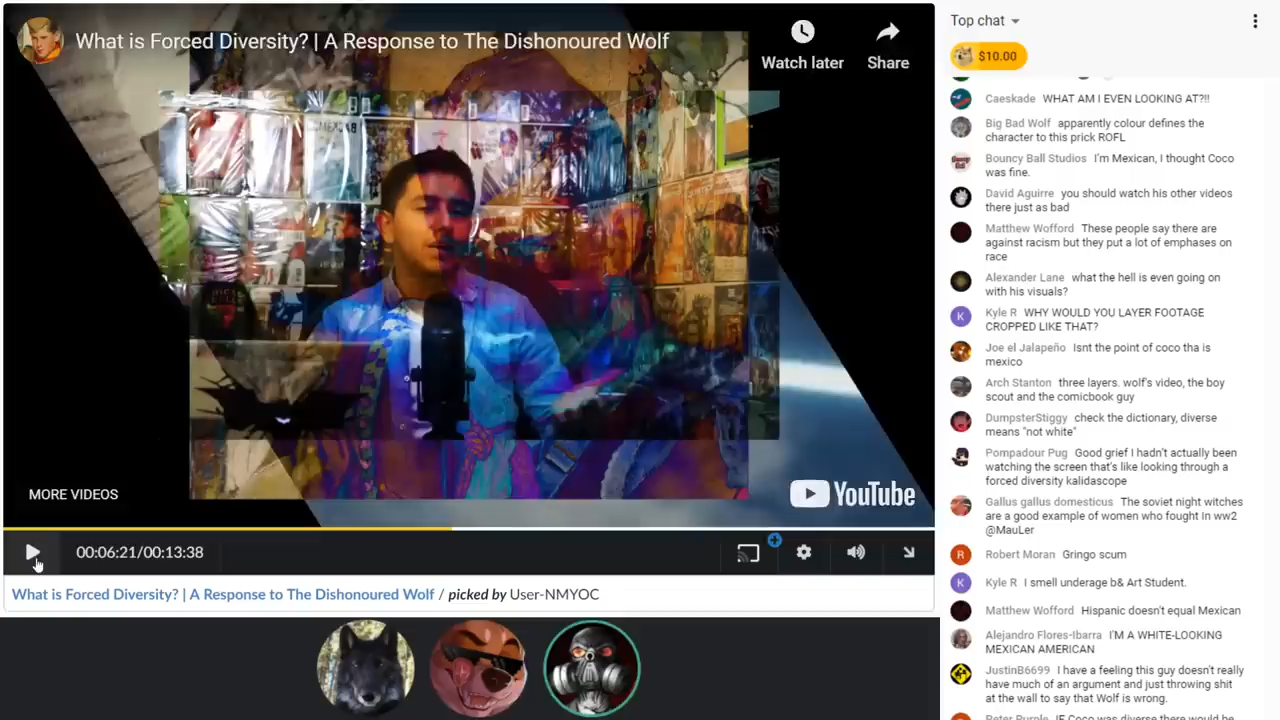 What is Forced Diversity? | A Response to The Dishonoured Wolf
Watch later
Share
MORE VIDEOS
YouTube
00:06:21/00:13:38
What is Forced Diversity? | A Response to The Dishonoured Wolf / picked by User-NMYOC
Top chat
$10.00
Caeskade WHAT AM I EVEN LOOKING AT?!!
Big Bad Wolf apparently colour defines the
character to this prick ROFL
Bouncy Ball Studios I'm Mexican, I thought Coco
was fine.
David Aguirre you should watch his other videos
there just as bad
Matthew Wofford These people say there are
against racism but they put a lot of emphases on
race
Alexander Lane what the hell is even going on
with his visuals?
K
Kyle R WHY WOULD YOU LAYER FOOTAGE
CROPPED LIKE THAT?
Joe el Jalapeño Isnt the point of coco tha is
mexico
Arch Stanton three layers. wolf's video, the boy
scout and the comicbook guy
DumpsterStiggy check the dictionary, diverse
means "not white"
Pompadour Pug Good grief I hadn't actually been
watching the screen that's like looking through a
forced diversity kalidascope
Gallus gallus domesticus The soviet night witches
are a good example of women who fought in ww2
@MauLer
R
Robert Moran Gringo scum
K
Kyle R I smell underage b& Art Student.
Matthew Wofford Hispanic doesn't equal Mexican
Alejandro Flores-Ibarra I'M A WHITE-LOOKING
MEXICAN AMERICAN
JustinB6699 I have a feeling this guy doesn't really
have much of an argument and just throwing shit
at the wall to say that Wolf is wrong.
Peter Purple IF Coco was diverse there would be